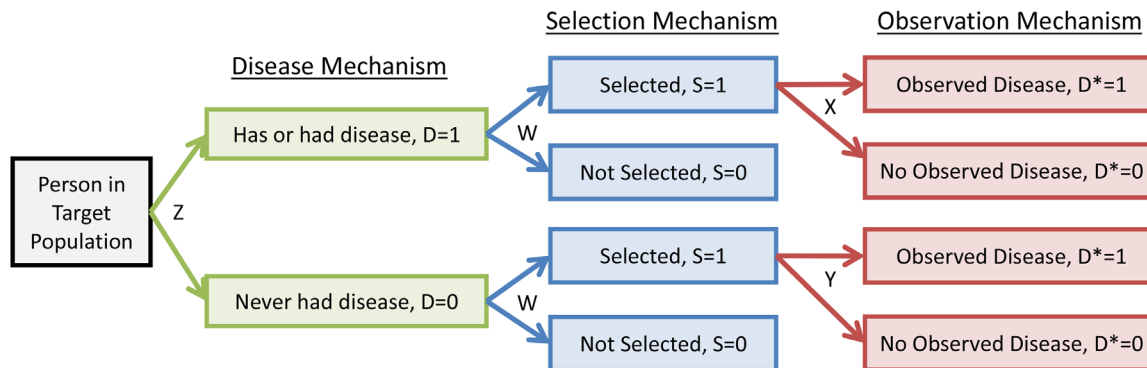 Selection Mechanism
Observation Mechanism
Disease Mechanism
Selected, S=1
Observed Disease, D*=1
X
Has or had disease, D=1
W
Not Selected, S=0
No Observed Disease, D*=0
Person in
Target
Population
Z
Selected, S=1
Observed Disease, D*=1
Y
Never had disease, D=0
W
Not Selected, S=0
No Observed Disease, D*=0